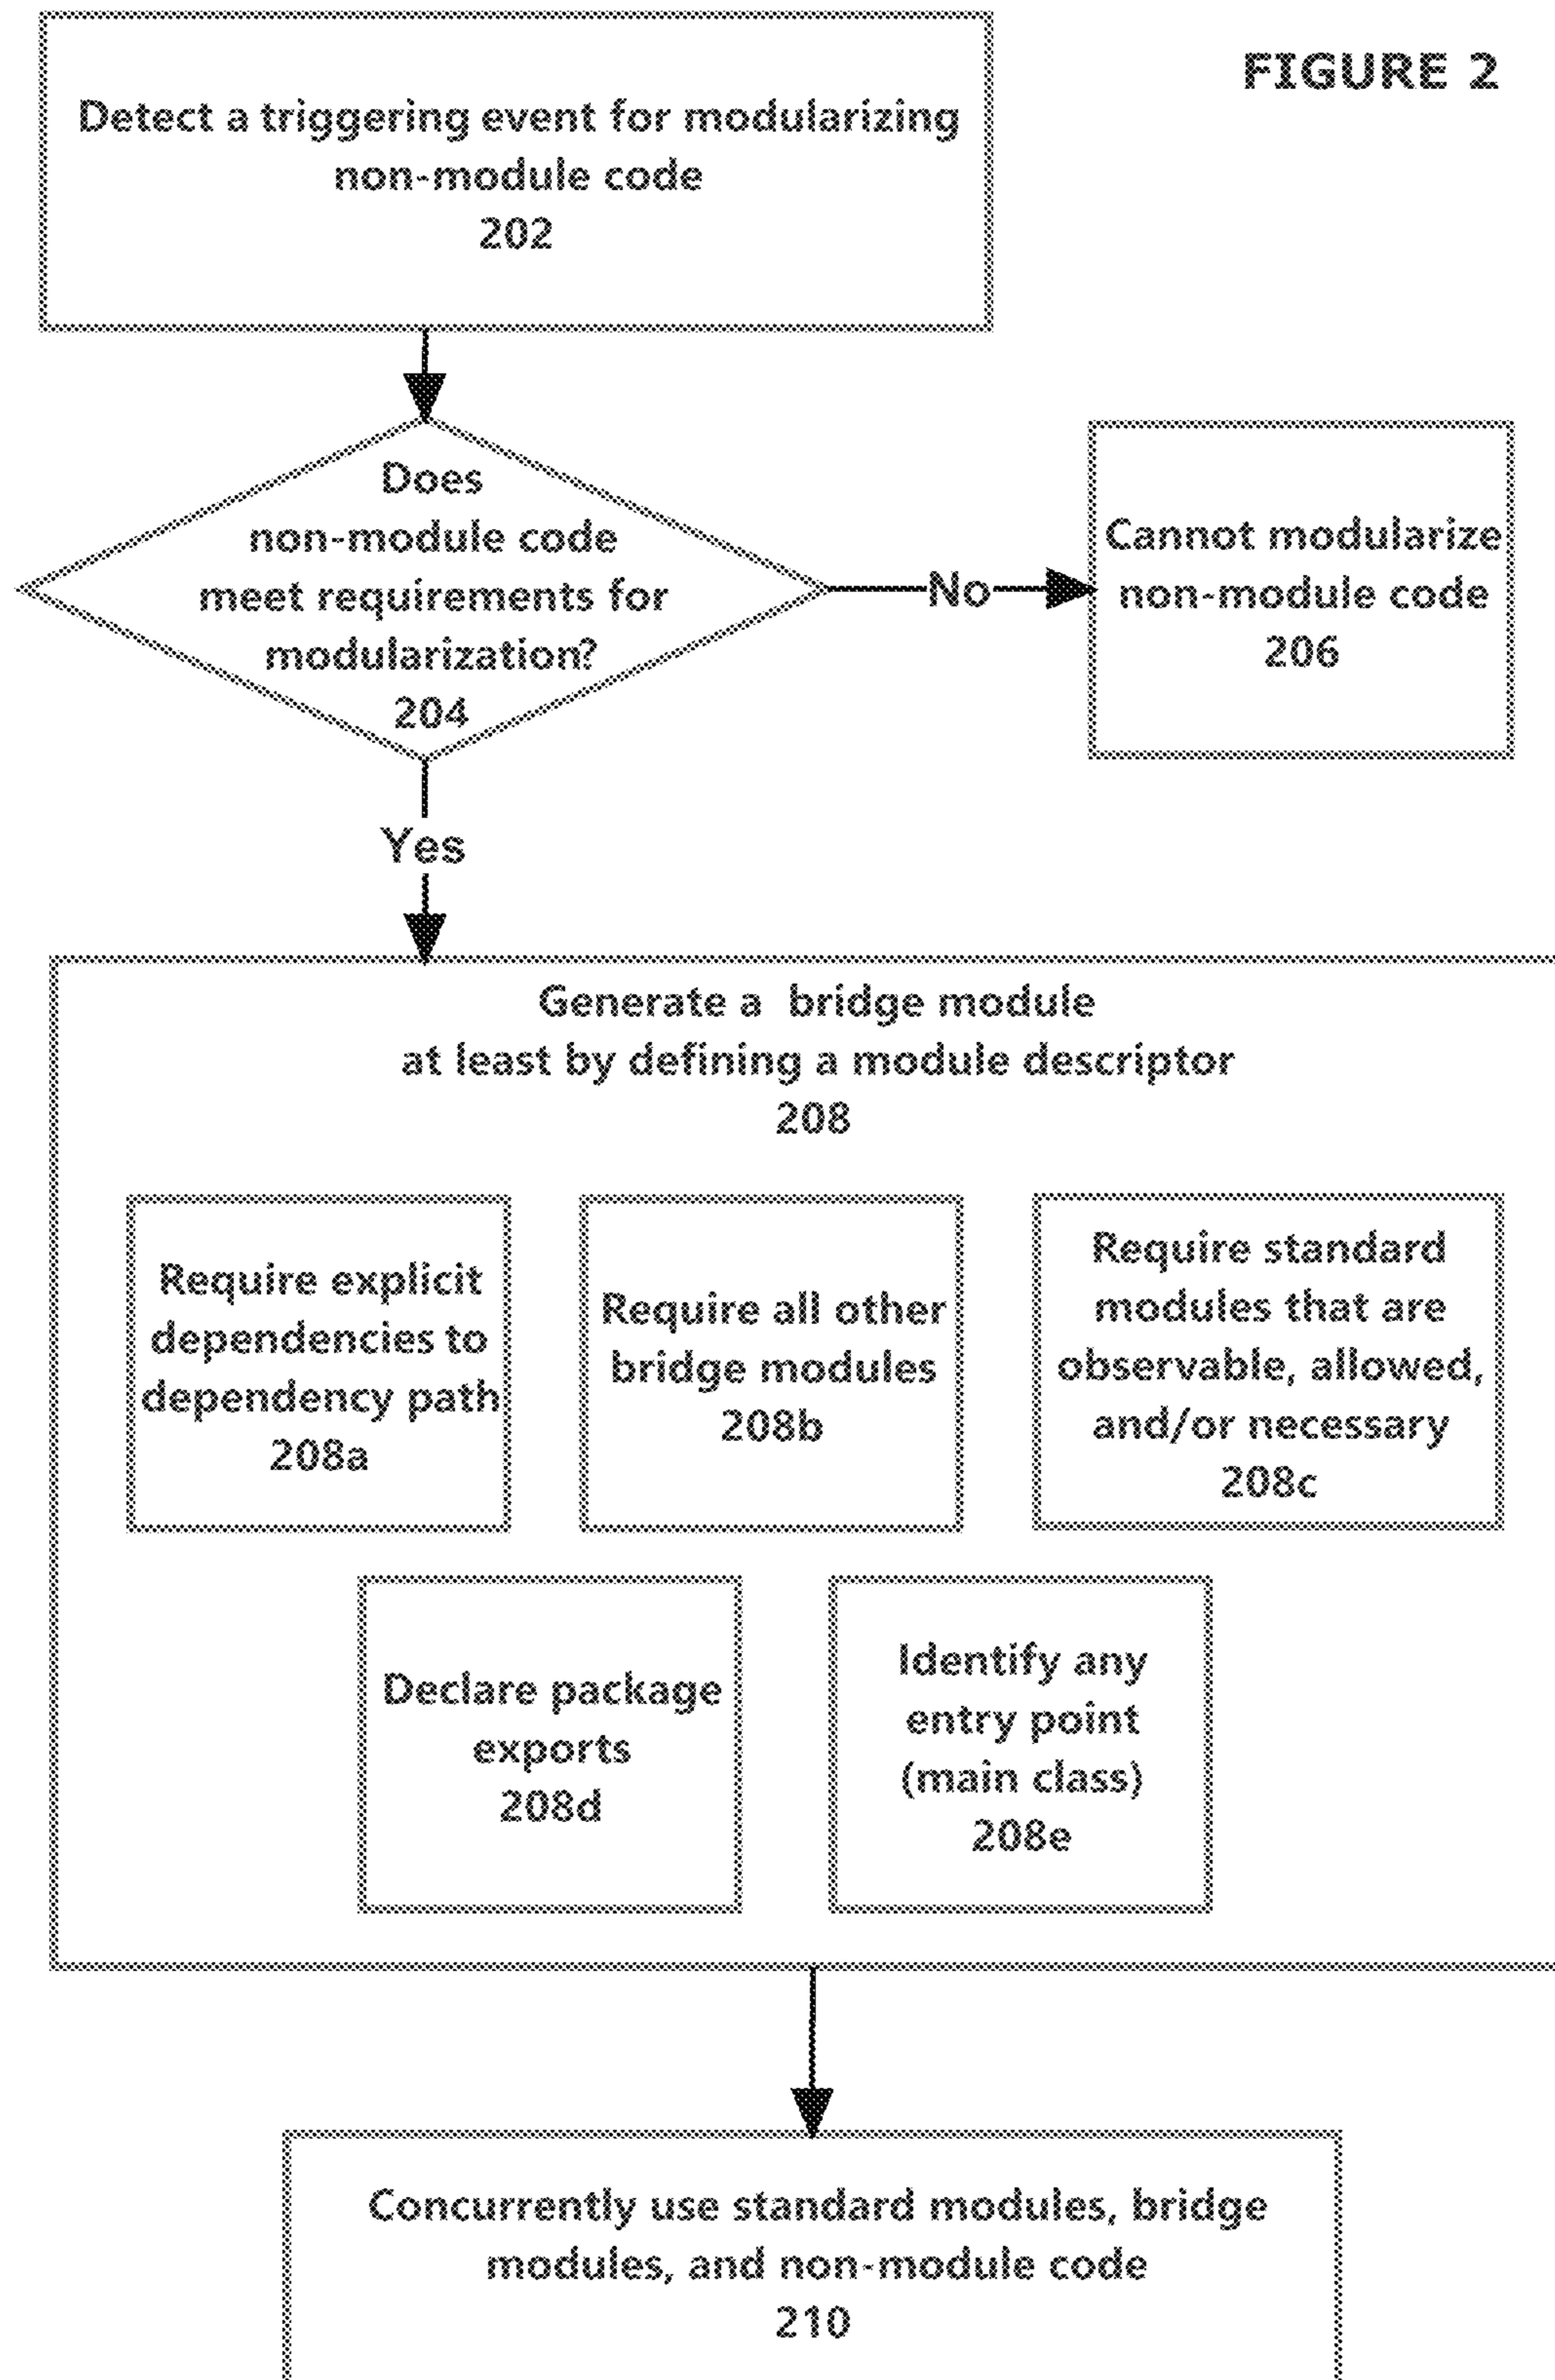 FIGURE 2
Detect a triggering event for modularizing
non-module code
202
Does
non-module code
meet requirements for
modularization?
204
No
Cannot modularize
non-module code
206
Yes
Generate a bridge module
at least by defining a module descriptor
208
Require explicit
dependencies to
dependency path
208a
Require all other
bridge modules
208b
Require standard
modules that are
observable, allowed,
and/or necessary
208c
Declare package
exports
208d
Identify any
entry point
(main class)
208e
Concurrently use standard modules, bridge
modules, and non-module code
210